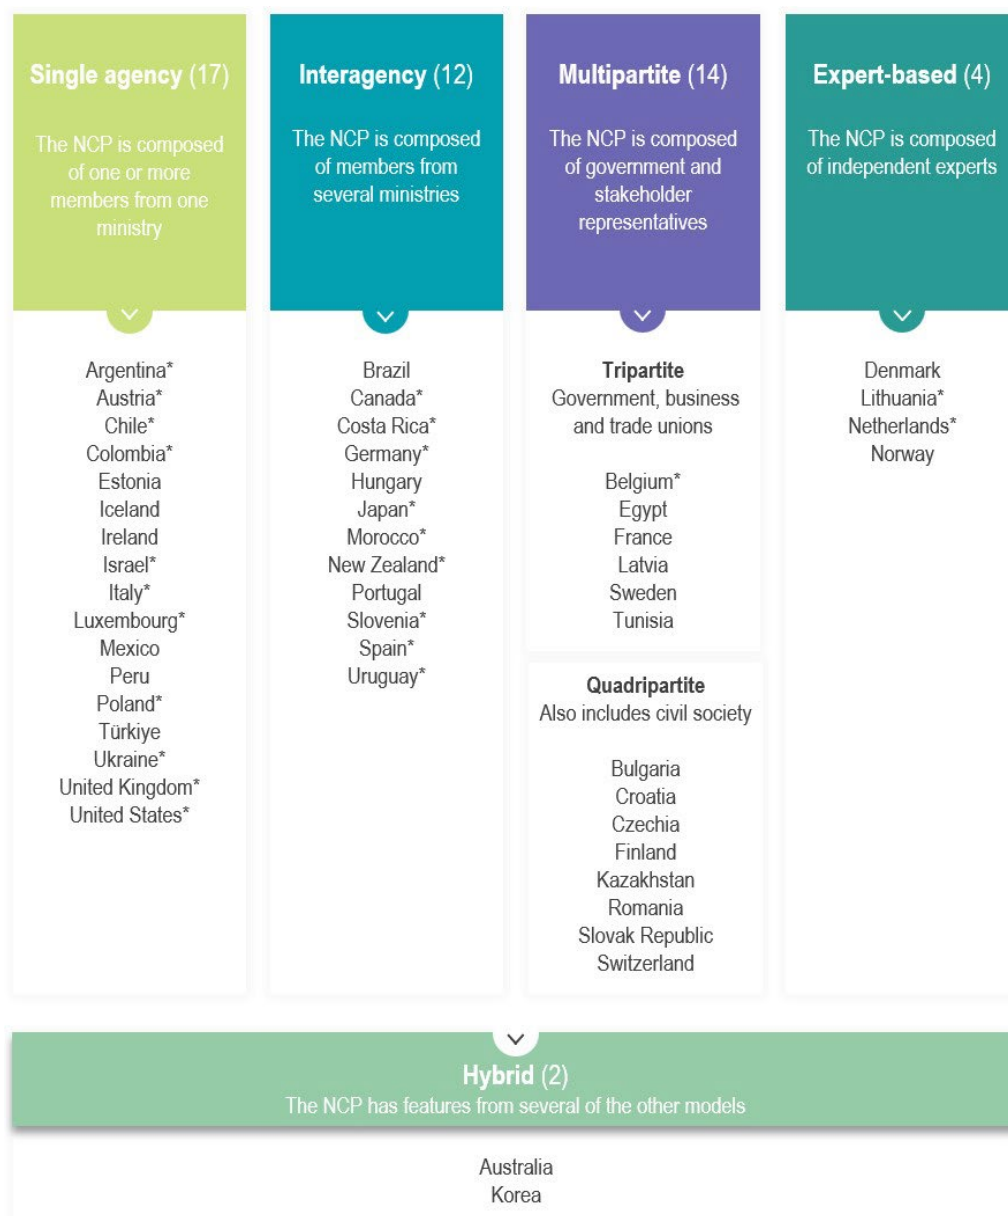 Single agency (17)
The NCP is composed
of one or more
members from one
ministry
Argentina*
Austria*
Chile*
Colombia*
Estonia
Iceland
Ireland
Israel*
Italy*
Luxembourg*
Mexico
Peru
Poland*
Türkiye
Ukraine*
United Kingdom*
United States*
Interagency (12)
The NCP is composed
of members from
several ministries
Brazil
Canada*
Costa Rica*
Germany*
Hungary
Japan*
Morocco*
New Zealand*
Portugal
Slovenia*
Spain*
Uruguay*
Multipartite (14)
The NCP is composed
of government and
stakeholder
representatives
Tripartite
Government, business
and trade unions
Belgium*
Egypt
France
Latvia
Sweden
Tunisia
Quadripartite
Also includes civil society
Bulgaria
Croatia
Czechia
Finland
Kazakhstan
Romania
Slovak Republic
Switzerland
Expert-based (4)
The NCP is composed
of independent experts
Denmark
Lithuania*
Netherlands*
Norway
Hybrid (2)
The NCP has features from several of the other models
Australia
Korea